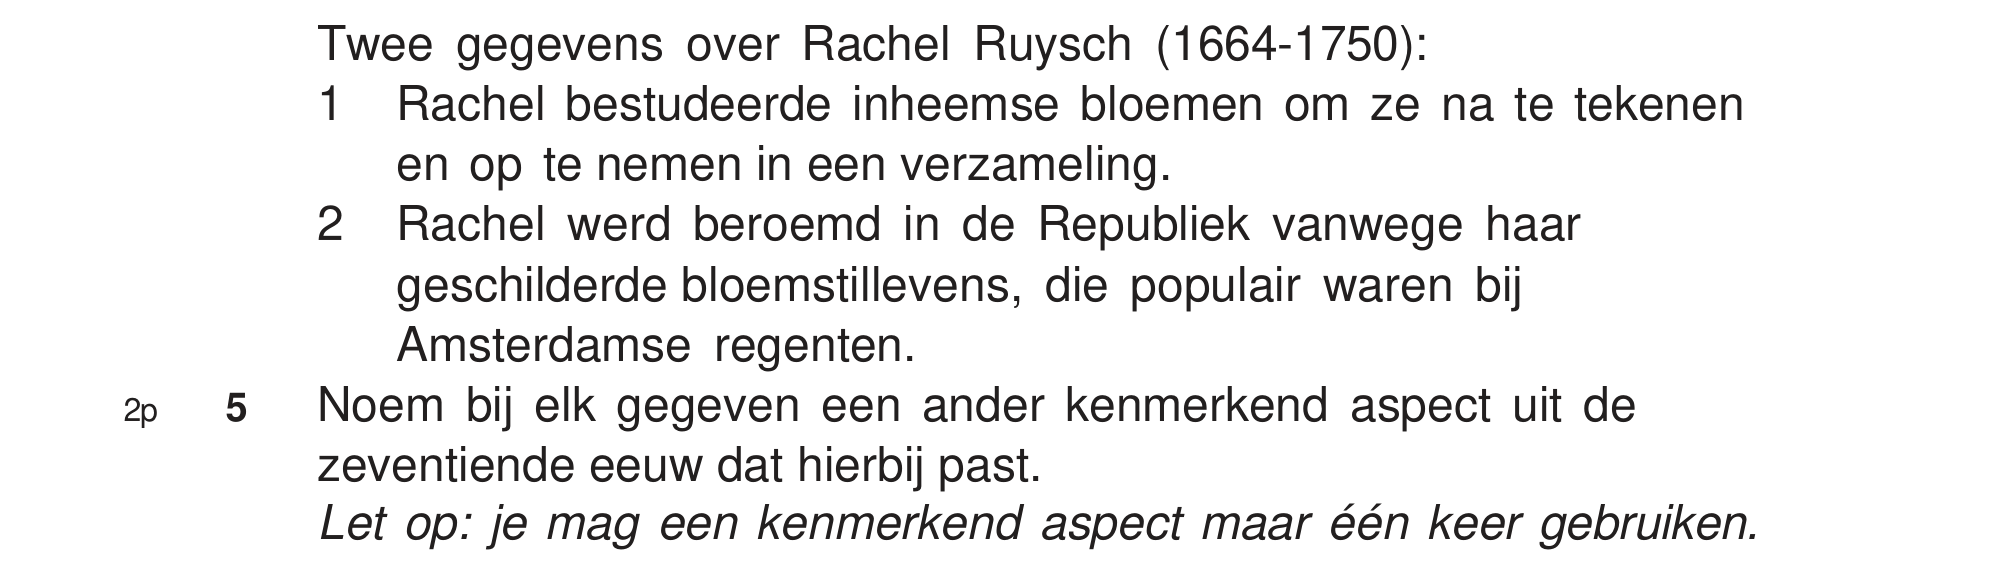 Twee gegevens over Rachel Ruysch (1664-1750):
1 Rachel bestudeerde inheemse bloemen om ze na te tekenen
en op te nemen in een verzameling.
2 Rachel werd beroemd in de Republiek vanwege haar
geschilderde bloemstillevens, die populair waren bij
Amsterdamse regenten.
2p 5 Noem bij elk gegeven een ander kenmerkend aspect uit de
zeventiende eeuw dat hierbij past.
Let op: je mag een kenmerkend aspect maar één keer gebruiken.